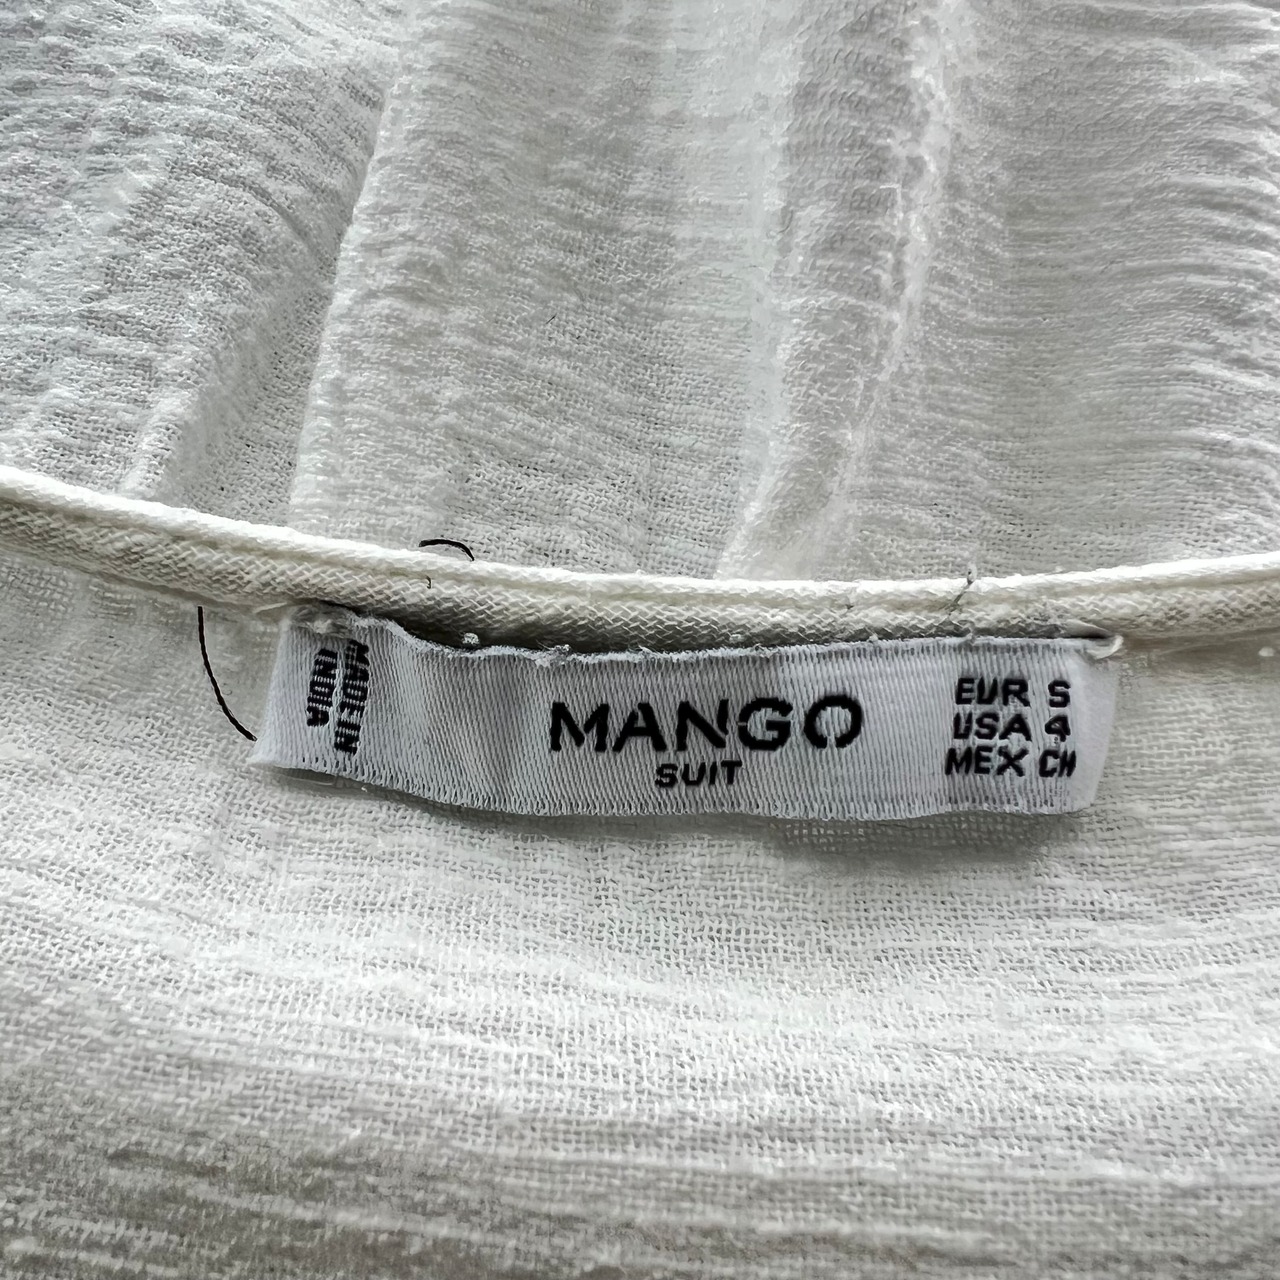 MADE IN
INDIA
MANGO
SUIT
EUR S
USA 4
MEX CH